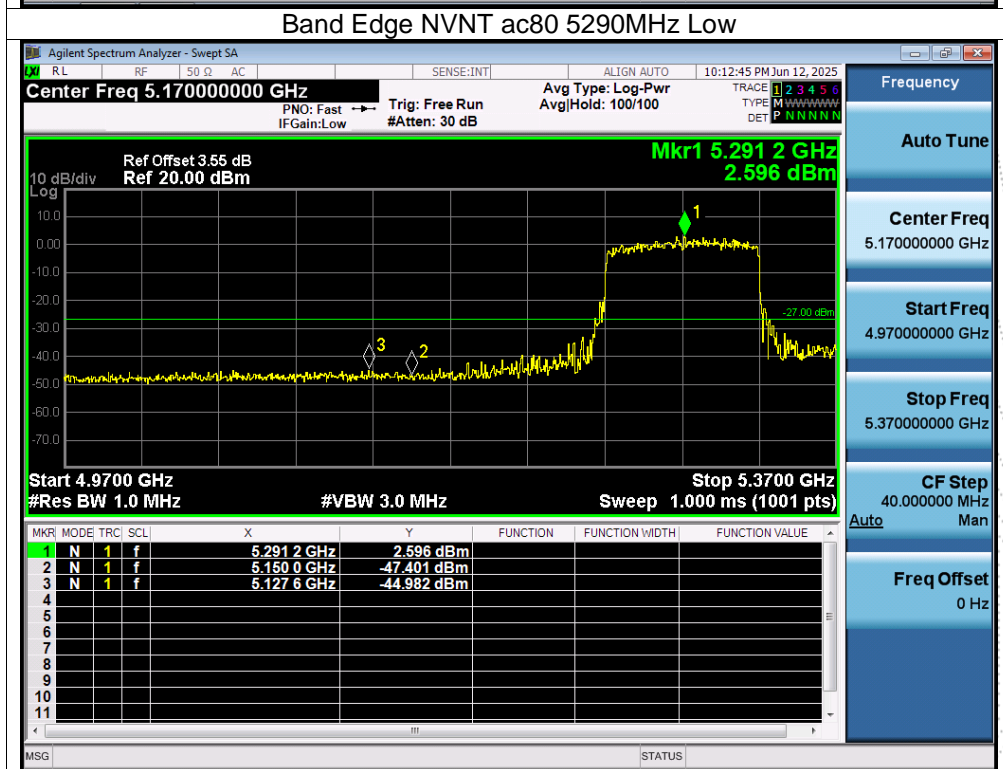 Band Edge NVNT ac80 5290MHz Low
Agilent Spectrum Analyzer - Swept SA
LXI RL RF 50 Ω AC SENSE:INT ALIGN AUTO 10:12:45 PM Jun 12, 2025
Center Freq 5.170000000 GHz
PNO: Fast
IFGain:Low
Trig: Free Run
#Atten: 30 dB
Avg Type: Log-Pwr
Avg|Hold: 100/100
TRACE 1 2 3 4 5 6
TYPE M WWWWW
DET P N N N N N
Mkr1 5.291 2 GHz
2.596 dBm
Ref Offset 3.55 dB
Ref 20.00 dBm
10 dB/div
Log
10.0
0.00
-10.0
-20.0
-30.0
-40.0
-50.0
-60.0
-70.0
1
2
3
-27.00 dBm
Start 4.9700 GHz Stop 5.3700 GHz
#Res BW 1.0 MHz #VBW 3.0 MHz Sweep 1.000 ms (1001 pts)
MKR MODE TRC SCL X Y FUNCTION FUNCTION WIDTH FUNCTION VALUE
1 N 1 f 5.291 2 GHz 2.596 dBm
2 N 1 f 5.150 0 GHz -47.401 dBm
3 N 1 f 5.127 6 GHz -44.982 dBm
4
5
6
7
8
9
10
11
MSG STATUS
Frequency
Auto Tune
Center Freq
5.170000000 GHz
Start Freq
4.970000000 GHz
Stop Freq
5.370000000 GHz
CF Step
40.000000 MHz
Auto Man
Freq Offset
0 Hz